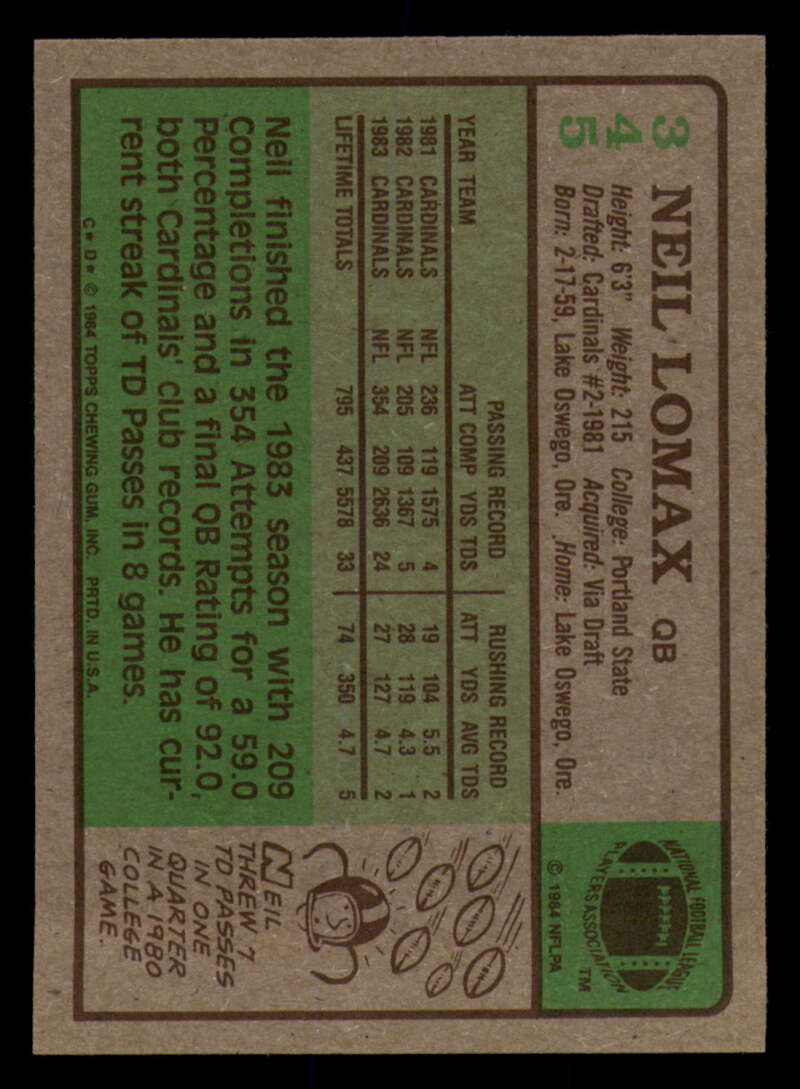 345
NEIL LOMAX QB
Height: 6'3" Weight: 215 College: Portland State
Drafted: Cardinals #2-1981 Acquired: Via Draft
Born: 2-17-59, Lake Oswego, Ore. Home: Lake Oswego, Ore.
NATIONAL FOOTBALL LEAGUE
PLAYERS ASSOCIATION
TM
© 1984 NFLPA
PASSING RECORD RUSHING RECORD
YEAR TEAM ATT COMP YDS TDS ATT YDS AVG TDS
1981 CARDINALS NFL 236 119 1575 4 19 104 5.5 2
1982 CARDINALS NFL 205 109 1367 5 28 119 4.3 1
1983 CARDINALS NFL 354 209 2636 24 27 127 4.7 2
LIFETIME TOTALS 795 437 5578 33 74 350 4.7 5
Neil finished the 1983 season with 209
Completions in 354 Attempts for a 59.0
Percentage and a final QB Rating of 92.0,
both Cardinals' club records. He has cur-
rent streak of TD Passes in 8 games.
C* D* © 1984 TOPPS CHEWING GUM, INC. PRTD. IN U.S.A.
NEIL
THREW 7
TD PASSES
IN ONE
QUARTER
IN A 1980
COLLEGE
GAME.